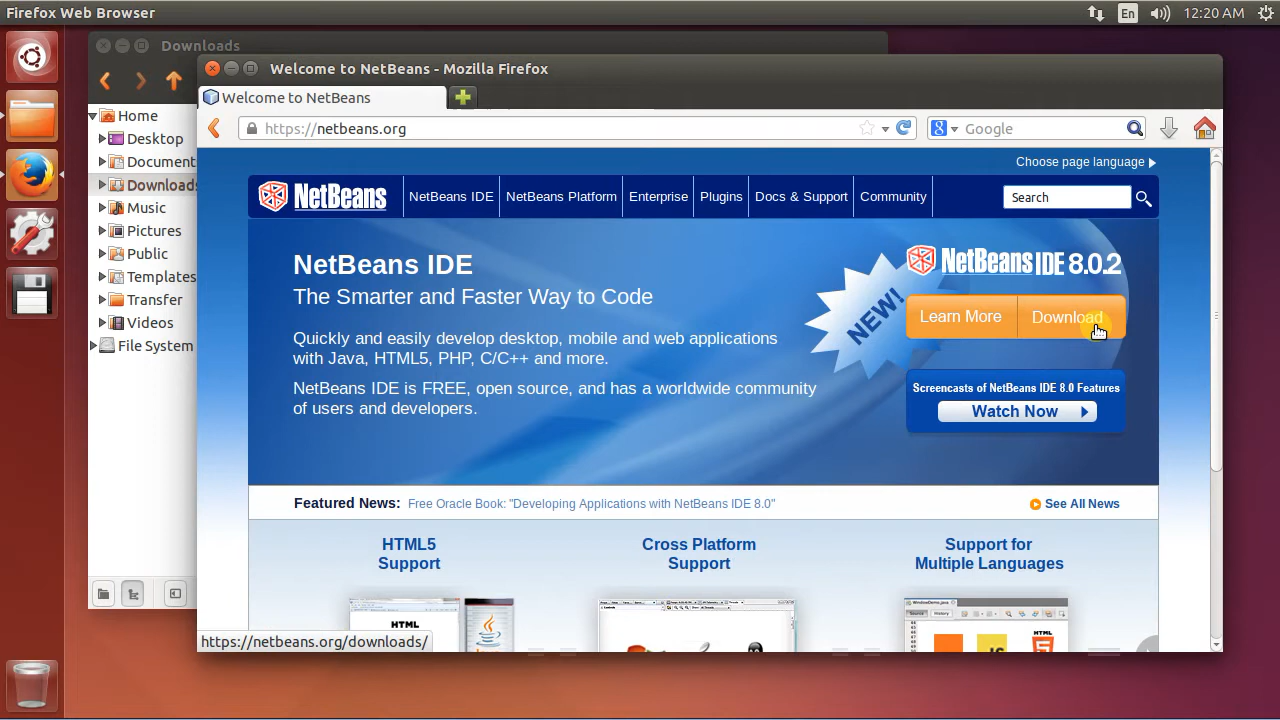 Firefox Web Browser
En
12:20 AM
Downloads
Welcome to NetBeans - Mozilla Firefox
Welcome to NetBeans
https://netbeans.org
Google
Home
Desktop
Document
Downloads
Music
Pictures
Public
Templates
Transfer
Videos
File System
Choose page language
NetBeans
NetBeans IDE
NetBeans Platform
Enterprise
Plugins
Docs & Support
Community
Search
NetBeans IDE
The Smarter and Faster Way to Code
Quickly and easily develop desktop, mobile and web applications
with Java, HTML5, PHP, C/C++ and more.
NetBeans IDE is FREE, open source, and has a worldwide community
of users and developers.
NEW!
NetBeans IDE 8.0.2
Learn More
Download
Screencasts of NetBeans IDE 8.0 Features
Watch Now
Featured News:
Free Oracle Book: "Developing Applications with NetBeans IDE 8.0"
See All News
HTML5
Support
Cross Platform
Support
Support for
Multiple Languages
HTML
Java
HTML
https://netbeans.org/downloads/